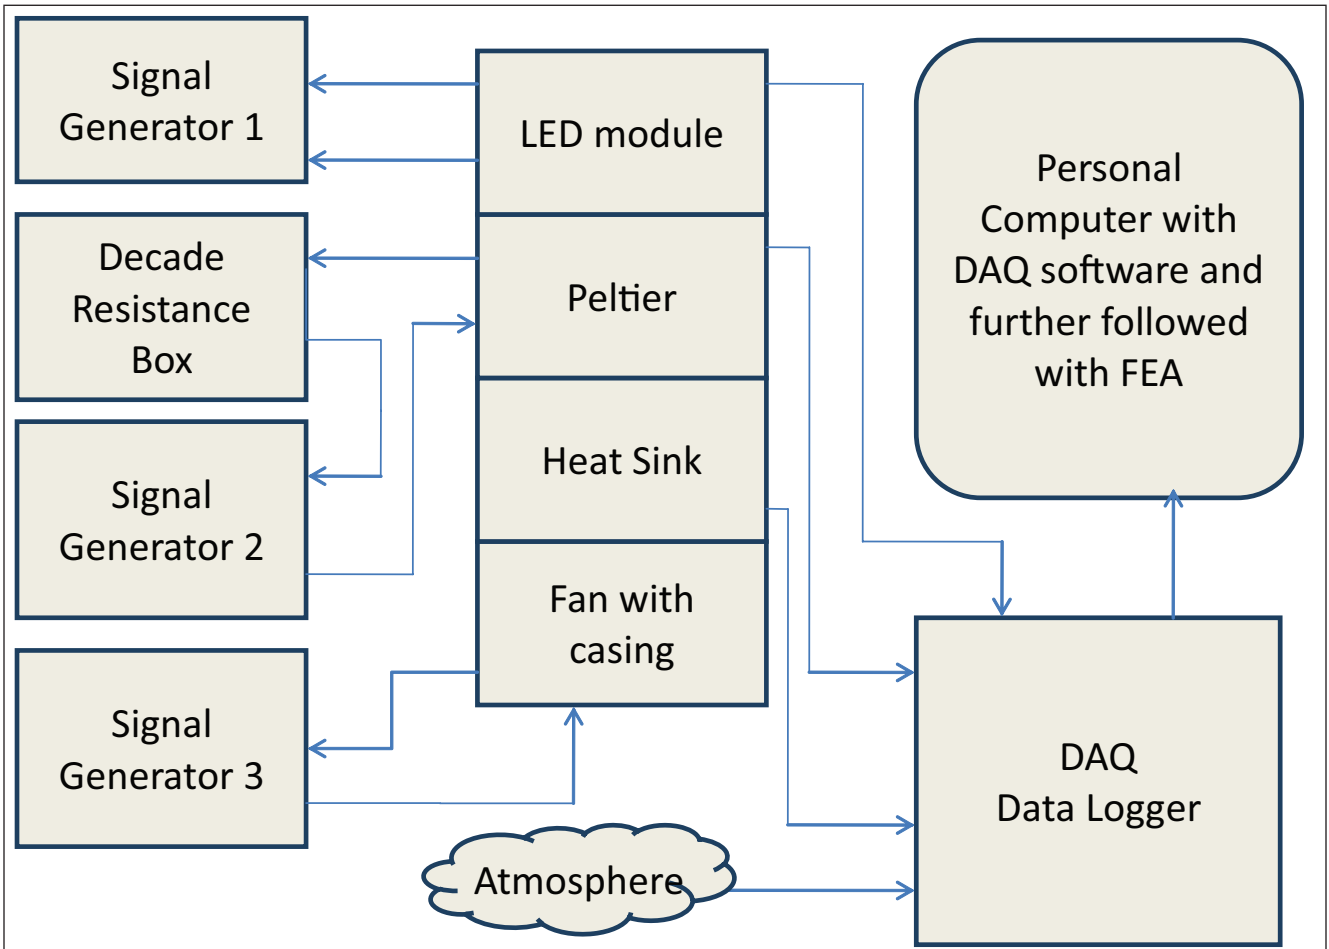 Signal
Generator 1
Decade
Resistance
Box
Signal
Generator 2
Signal
Generator 3
LED module
Peltier
Heat Sink
Fan with
casing
Atmosphere
Personal
Computer with
DAQ software and
further followed
with FEA
DAQ
Data Logger